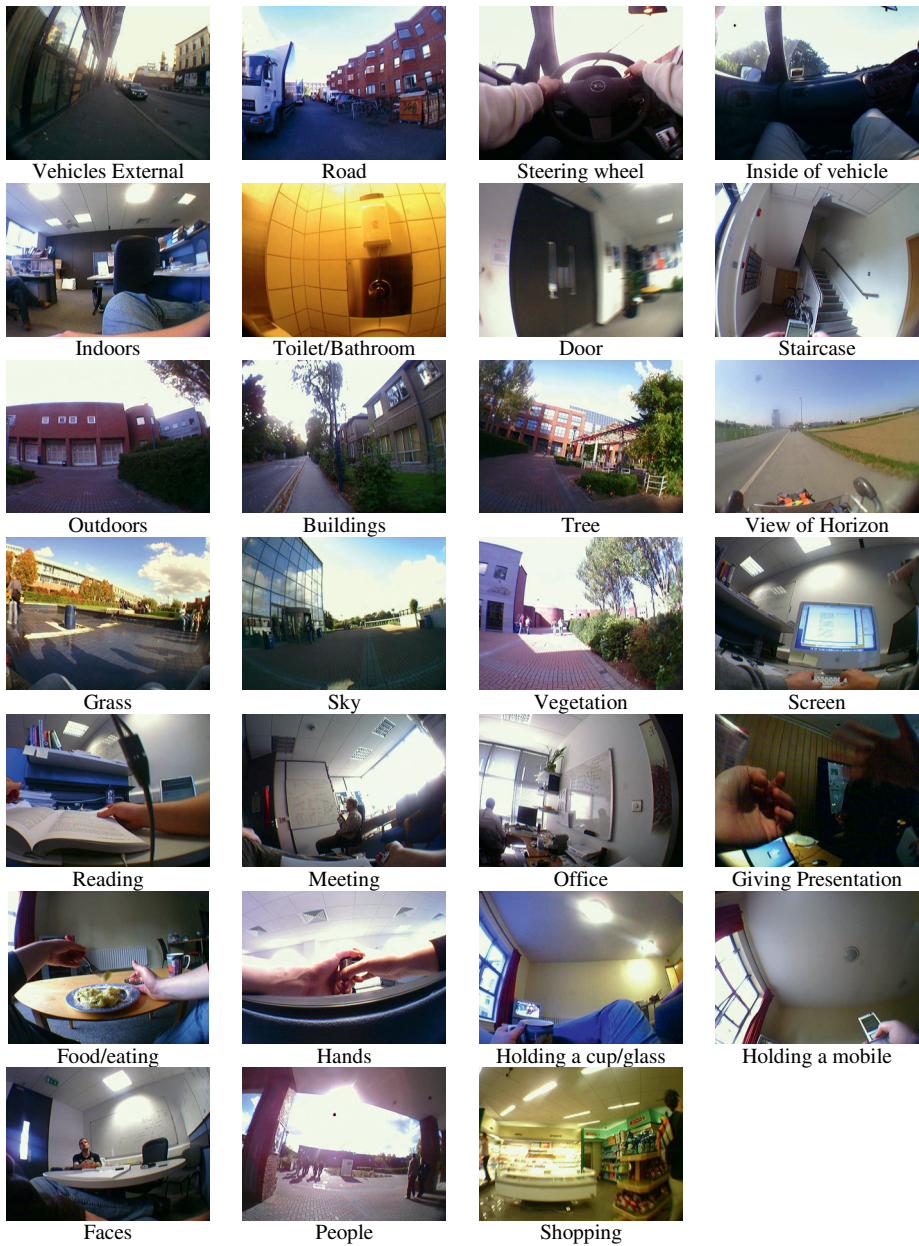 Vehicles External
Road
Steering wheel
Inside of vehicle
Indoors
Toilet/Bathroom
Door
Staircase
Outdoors
Buildings
Tree
View of Horizon
Grass
Sky
Vegetation
Screen
Reading
Meeting
Office
Giving Presentation
Food/eating
Hands
Holding a cup/glass
Holding a mobile
Faces
People
Shopping